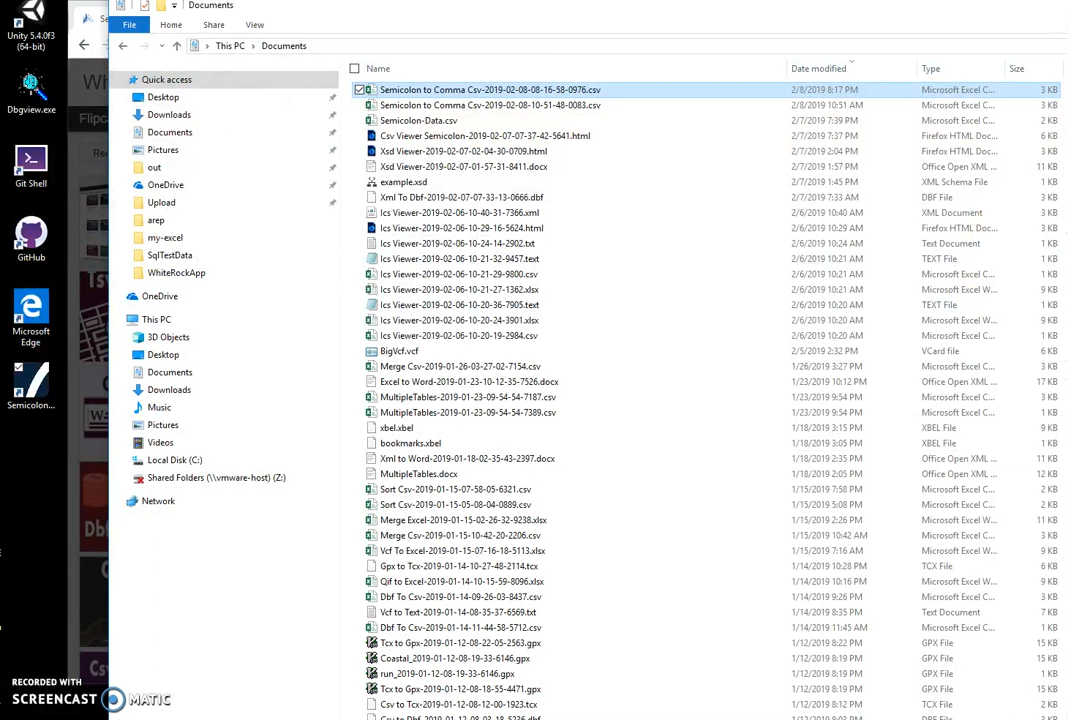 Documents
File Home Share View
This PC > Documents
Name Date modified Type Size
Unity 5.4.0f3 (64-bit)
Dbgview.exe
Git Shell
GitHub
Microsoft Edge
Semicolon...
Quick access
Desktop
Downloads
Documents
Pictures
out
OneDrive
Upload
arep
my-excel
SqlTestData
WhiteRockApp
OneDrive
This PC
3D Objects
Desktop
Documents
Downloads
Music
Pictures
Videos
Local Disk (C:)
Shared Folders (\\vmware-host) (Z:)
Network
Semicolon to Comma Csv-2019-02-08-08-16-58-0976.csv 2/8/2019 8:17 PM Microsoft Excel C... 3 KB
Semicolon to Comma Csv-2019-02-08-10-51-48-0083.csv 2/8/2019 10:51 AM Microsoft Excel C... 3 KB
Semicolon-Data.csv 2/7/2019 7:39 PM Microsoft Excel C... 2 KB
Csv Viewer Semicolon-2019-02-07-07-37-42-5641.html 2/7/2019 7:37 PM Firefox HTML Doc... 6 KB
Xsd Viewer-2019-02-07-02-04-30-0709.html 2/7/2019 2:04 PM Firefox HTML Doc... 7 KB
Xsd Viewer-2019-02-07-01-57-31-8411.docx 2/7/2019 1:57 PM Office Open XML ... 11 KB
example.xsd 2/7/2019 1:45 PM XML Schema File 1 KB
Xml To Dbf-2019-02-07-07-33-13-0666.dbf 2/7/2019 7:33 AM DBF File 2 KB
Ics Viewer-2019-02-06-10-40-31-7366.xml 2/6/2019 10:40 AM XML Document 3 KB
Ics Viewer-2019-02-06-10-29-16-5624.html 2/6/2019 10:29 AM Firefox HTML Doc... 3 KB
Ics Viewer-2019-02-06-10-24-14-2902.txt 2/6/2019 10:24 AM Text Document 1 KB
Ics Viewer-2019-02-06-10-21-32-9457.text 2/6/2019 10:21 AM TEXT File 1 KB
Ics Viewer-2019-02-06-10-21-29-9800.csv 2/6/2019 10:21 AM Microsoft Excel C... 1 KB
Ics Viewer-2019-02-06-10-21-27-1362.xlsx 2/6/2019 10:21 AM Microsoft Excel W... 9 KB
Ics Viewer-2019-02-06-10-20-36-7905.text 2/6/2019 10:20 AM TEXT File 1 KB
Ics Viewer-2019-02-06-10-20-24-3901.xlsx 2/6/2019 10:20 AM Microsoft Excel W... 9 KB
Ics Viewer-2019-02-06-10-20-19-2984.csv 2/6/2019 10:20 AM Microsoft Excel C... 1 KB
BigVcf.vcf 2/5/2019 2:32 PM VCard file 6 KB
Merge Csv-2019-01-26-03-27-02-7154.csv 1/26/2019 3:27 PM Microsoft Excel C... 3 KB
Excel to Word-2019-01-23-10-12-35-7526.docx 1/23/2019 10:12 PM Office Open XML ... 17 KB
MultipleTables-2019-01-23-09-54-54-7187.csv 1/23/2019 9:54 PM Microsoft Excel C... 1 KB
MultipleTables-2019-01-23-09-54-54-7389.csv 1/23/2019 9:54 PM Microsoft Excel C... 1 KB
xbel.xbel 1/18/2019 3:15 PM XBEL File 3 KB
bookmarks.xbel 1/18/2019 3:05 PM XBEL File 3 KB
Xml to Word-2019-01-18-02-35-43-2397.docx 1/18/2019 2:35 PM Office Open XML ... 11 KB
MultipleTables.docx 1/18/2019 2:05 PM Office Open XML ... 12 KB
Sort Csv-2019-01-15-07-58-05-6321.csv 1/15/2019 7:58 PM Microsoft Excel C... 2 KB
Sort Csv-2019-01-15-05-08-04-0889.csv 1/15/2019 5:08 PM Microsoft Excel C... 2 KB
Merge Excel-2019-01-15-02-26-32-9238.xlsx 1/15/2019 2:26 PM Microsoft Excel W... 11 KB
Merge Csv-2019-01-15-10-42-20-2206.csv 1/15/2019 10:42 AM Microsoft Excel C... 3 KB
Vcf To Excel-2019-01-15-07-16-18-5113.xlsx 1/15/2019 7:16 AM Microsoft Excel W... 9 KB
Gpx to Tcx-2019-01-14-10-27-48-2114.tcx 1/14/2019 10:28 PM TCX File 1 KB
Qif to Excel-2019-01-14-10-15-59-8096.xlsx 1/14/2019 10:16 PM Microsoft Excel W... 9 KB
Dbf To Csv-2019-01-14-09-26-03-8437.csv 1/14/2019 9:26 PM Microsoft Excel C... 3 KB
Vcf to Text-2019-01-14-08-35-37-6569.txt 1/14/2019 8:35 PM Text Document 7 KB
Dbf To Csv-2019-01-14-11-44-58-5712.csv 1/14/2019 11:45 AM Microsoft Excel C... 3 KB
Tcx to Gpx-2019-01-12-08-22-05-2563.gpx 1/12/2019 8:22 PM GPX File 15 KB
Coastal_2019-01-12-08-19-33-6146.gpx 1/12/2019 8:19 PM GPX File 15 KB
run_2019-01-12-08-19-33-6146.gpx 1/12/2019 8:19 PM GPX File 1 KB
Tcx to Gpx-2019-01-12-08-18-55-4471.gpx 1/12/2019 8:19 PM GPX File 15 KB
Csv to Tcx-2019-01-12-12-00-1923.tcx 1/12/2019 8:12 PM TCX File 1 KB
RECORDED WITH
SCREENCAST MATIC